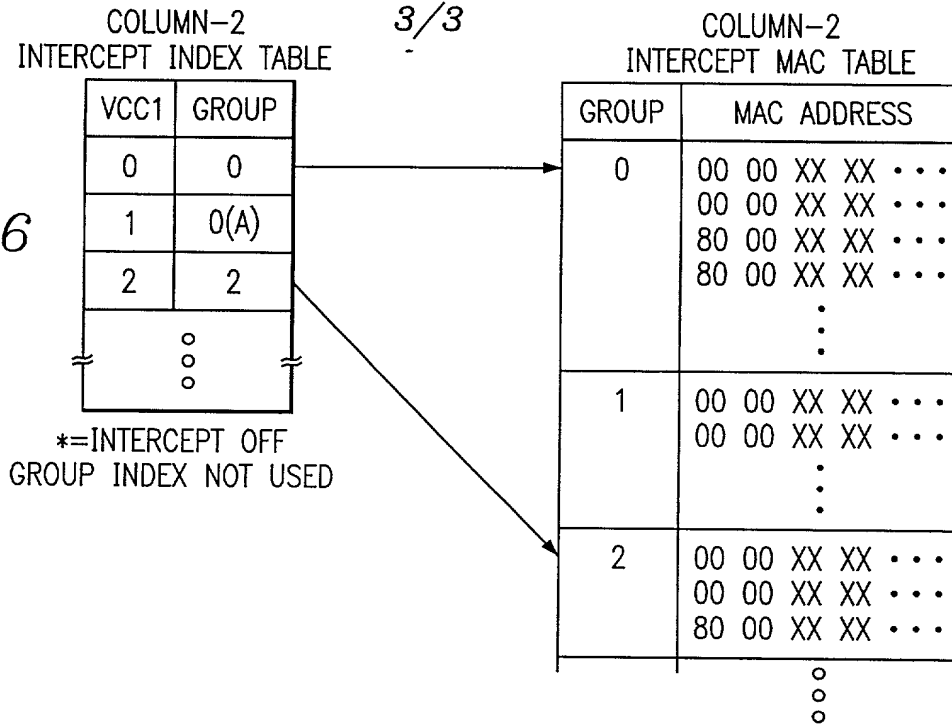 3/3
COLUMN-2
INTERCEPT INDEX TABLE
VCC1 GROUP
0 0
1 0(A)
2 2
*=INTERCEPT OFF
GROUP INDEX NOT USED
6
COLUMN-2
INTERCEPT MAC TABLE
GROUP MAC ADDRESS
0 00 00 XX XX •••
00 00 XX XX •••
80 00 XX XX •••
80 00 XX XX •••
1 00 00 XX XX •••
00 00 XX XX •••
2 00 00 XX XX •••
00 00 XX XX •••
80 00 XX XX •••